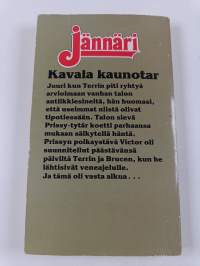 Jännäri
Kavala kaunotar
Juuri kun Terrin piti ryhtyä
arvioimaan vanhan talon
antiikkiesineitä, hän huomasi,
että useimmat niistä olivat
tipotiessään. Talon sievä
Prissy-tytär koetti parhaansa
mukaan säikytellä häntä.
Prissyn poikaystävä Victor oli
suunnitellut päästävänsä
päiviltä Terrin ja Brucen, kun he
lähtisivät veneajelulle.
Ja tämä oli vasta alkua...